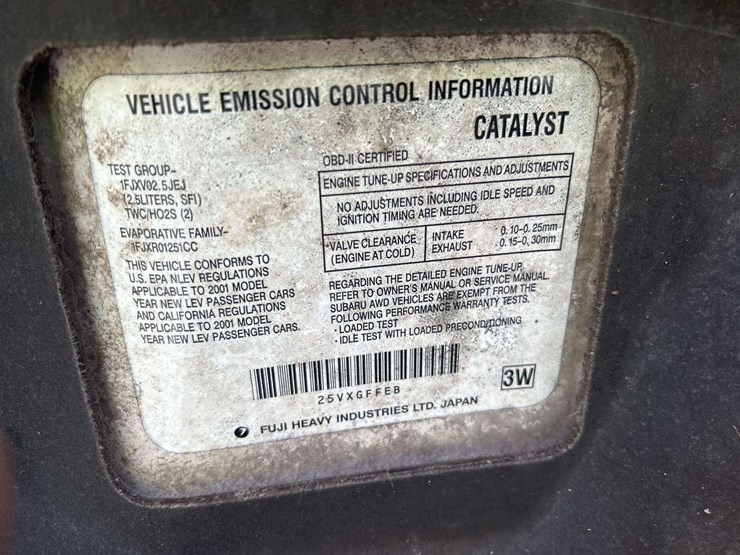 VEHICLE EMISSION CONTROL INFORMATION
CATALYST
TEST GROUP-
1FJXV02.5JEJ
(2.5LITERS, SFI)
TWC/HO2S (2)
EVAPORATIVE FAMILY-
1FJXR01251CC
THIS VEHICLE CONFORMS TO
U.S. EPA NLEV REGULATIONS
APPLICABLE TO 2001 MODEL
YEAR NEW LEV PASSENGER CARS
AND CALIFORNIA REGULATIONS
APPLICABLE TO 2001 MODEL
YEAR NEW LEV PASSENGER CARS.
OBD-II CERTIFIED
ENGINE TUNE-UP SPECIFICATIONS AND ADJUSTMENTS
NO ADJUSTMENTS INCLUDING IDLE SPEED AND
IGNITION TIMING ARE NEEDED.
VALVE CLEARANCE INTAKE 0.10-0.25mm
(ENGINE AT COLD) EXHAUST 0.15-0.30mm
REGARDING THE DETAILED ENGINE TUNE-UP,
REFER TO OWNER'S MANUAL OR SERVICE MANUAL.
SUBARU AWD VEHICLES ARE EXEMPT FROM THE
FOLLOWING PERFORMANCE WARRANTY TESTS.
• LOADED TEST
• IDLE TEST WITH LOADED PRECONDITIONING
25VXGFFEB
3W
7 FUJI HEAVY INDUSTRIES LTD. JAPAN